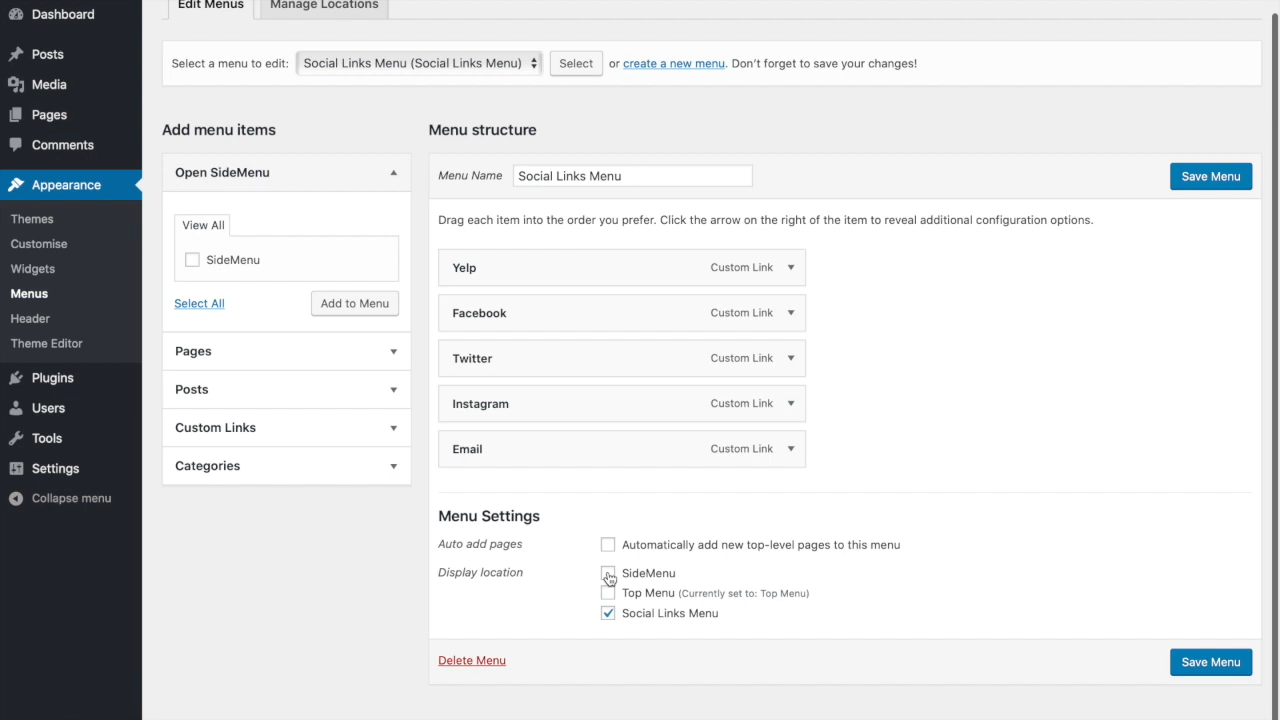 Dashboard
Posts
Media
Pages
Comments
Appearance
Themes
Customise
Widgets
Menus
Header
Theme Editor
Plugins
Users
Tools
Settings
Collapse menu
Edit Menus
Manage Locations
Select a menu to edit: Social Links Menu (Social Links Menu) Select or create a new menu. Don't forget to save your changes!
Add menu items
Open SideMenu
View All
SideMenu
Select All
Add to Menu
Pages
Posts
Custom Links
Categories
Menu structure
Menu Name Social Links Menu
Save Menu
Drag each item into the order you prefer. Click the arrow on the right of the item to reveal additional configuration options.
Yelp Custom Link
Facebook Custom Link
Twitter Custom Link
Instagram Custom Link
Email Custom Link
Menu Settings
Auto add pages Automatically add new top-level pages to this menu
Display location SideMenu
Top Menu (Currently set to: Top Menu)
Social Links Menu
Delete Menu
Save Menu